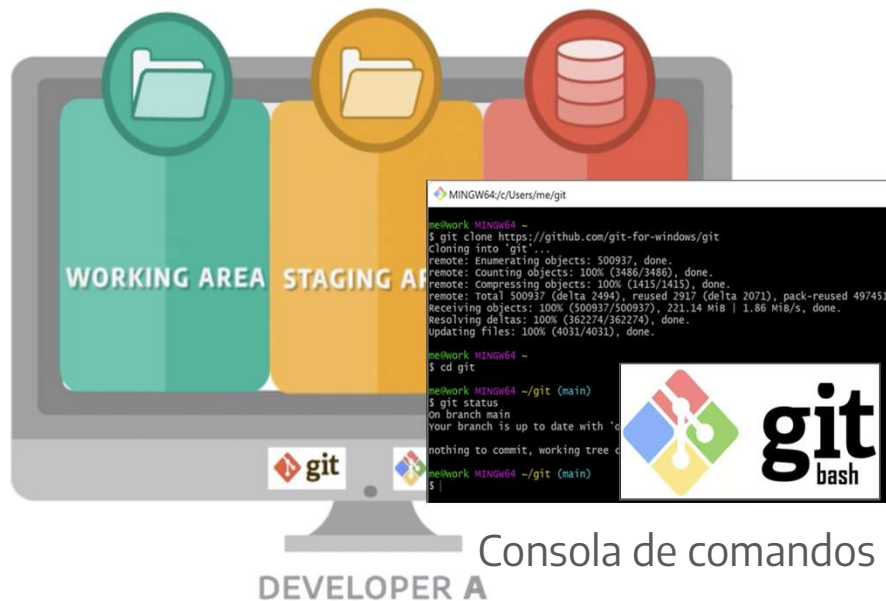 WORKING AREA
STAGING AR
MINGW64:/c/Users/me/git
me@work MINGW64 ~
$ git clone https://github.com/git-for-windows/git
Cloning into 'git'...
remote: Enumerating objects: 500937, done.
remote: Counting objects: 100% (3486/3486), done.
remote: Compressing objects: 100% (1415/1415), done.
remote: Total 500937 (delta 2494), reused 2917 (delta 2071), pack-reused 497451
Receiving objects: 100% (500937/500937), 221.14 MiB | 1.86 MiB/s, done.
Resolving deltas: 100% (362274/362274), done.
Updating files: 100% (4031/4031), done.
me@work MINGW64 ~
$ cd git
me@work MINGW64 ~/git (main)
$ git status
On branch main
Your branch is up to date with 'o
nothing to commit, working tree c
me@work MINGW64 ~/git (main)
$
git
bash
git
Consola de comandos
DEVELOPER A